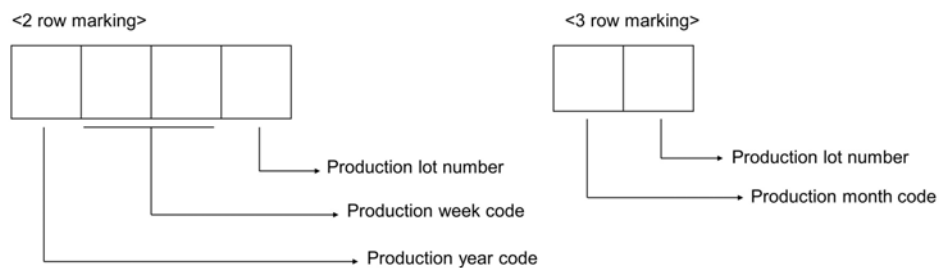 <2 row marking>
<3 row marking>
Production lot number
Production week code
Production year code
Production lot number
Production month code